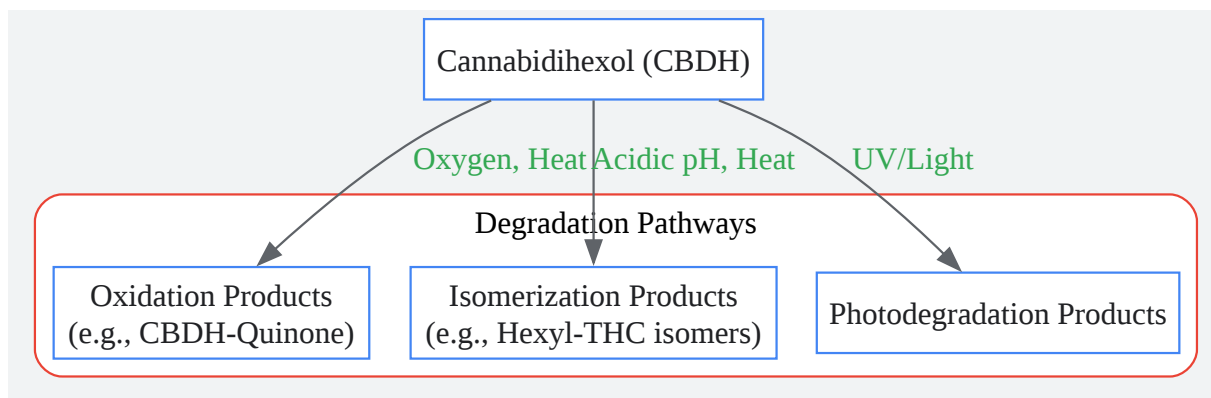 Cannabidihexol (CBDH)
Oxygen, Heat
Acidic pH, Heat
UV/Light
Degradation Pathways
Oxidation Products
(e.g., CBDH-Quinone)
Isomerization Products
(e.g., Hexyl-THC isomers)
Photodegradation Products